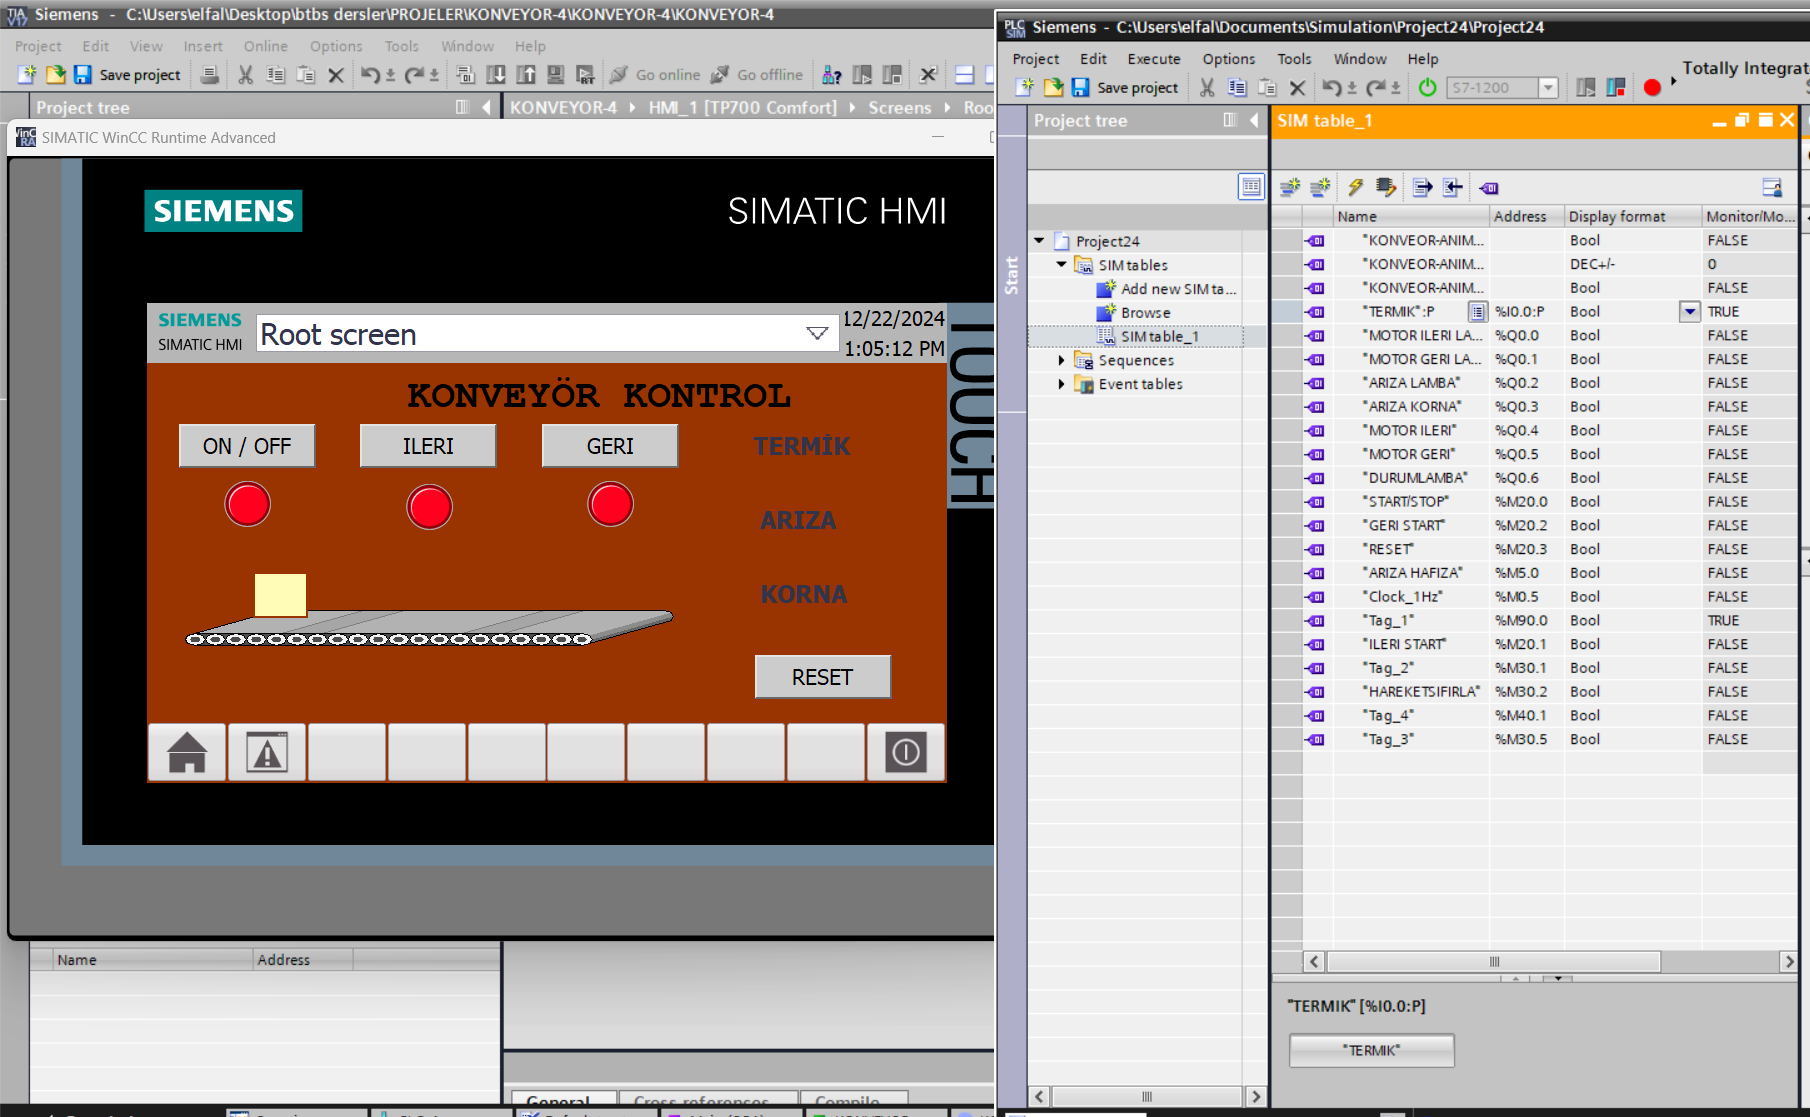 Siemens - C:\Users\elfal\Desktop\btbs dersler\PROJELER\KONVEYOR-4\KONVEYOR-4\KONVEYOR-4
Project Edit View Insert Online Options Tools Window Help
Save project
Go online
Go offline
Project tree
KONVEYOR-4 HMI_1 [TP700 Comfort] Screens Roo
SIMATIC WinCC Runtime Advanced
SIEMENS
SIMATIC HMI
TOUCH
SIEMENS
SIMATIC HMI
Root screen
12/22/2024
1:05:12 PM
KONVEYÖR KONTROL
ON / OFF
ILERI
GERI
TERMİK
ARIZA
KORNA
RESET
Name Address
General Cross-references Compile
Siemens - C:\Users\elfal\Documents\Simulation\Project24\Project24
Project Edit Execute Options Tools Window Help
Totally Integrat
Save project
S7-1200
Project tree
Start
Project24
SIM tables
Add new SIM ta...
Browse
SIM table_1
Sequences
Event tables
SIM table_1
Name Address Display format Monitor/Mo...
"KONVEOR-ANIM... Bool FALSE
"KONVEOR-ANIM... DEC+/- 0
"KONVEOR-ANIM... Bool FALSE
"TERMIK":P %I0.0:P Bool TRUE
"MOTOR ILERI LA... %Q0.0 Bool FALSE
"MOTOR GERI LA... %Q0.1 Bool FALSE
"ARIZA LAMBA" %Q0.2 Bool FALSE
"ARIZA KORNA" %Q0.3 Bool FALSE
"MOTOR ILERI" %Q0.4 Bool FALSE
"MOTOR GERI" %Q0.5 Bool FALSE
"DURUMLAMBA" %Q0.6 Bool FALSE
"START/STOP" %M20.0 Bool FALSE
"GERI START" %M20.2 Bool FALSE
"RESET" %M20.3 Bool FALSE
"ARIZA HAFIZA" %M5.0 Bool FALSE
"Clock_1Hz" %M0.5 Bool FALSE
"Tag_1" %M90.0 Bool TRUE
"ILERI START" %M20.1 Bool FALSE
"Tag_2" %M30.1 Bool FALSE
"HAREKETSIFIRLA" %M30.2 Bool FALSE
"Tag_4" %M40.1 Bool FALSE
"Tag_3" %M30.5 Bool FALSE
"TERMIK" [%I0.0:P]
"TERMIK"